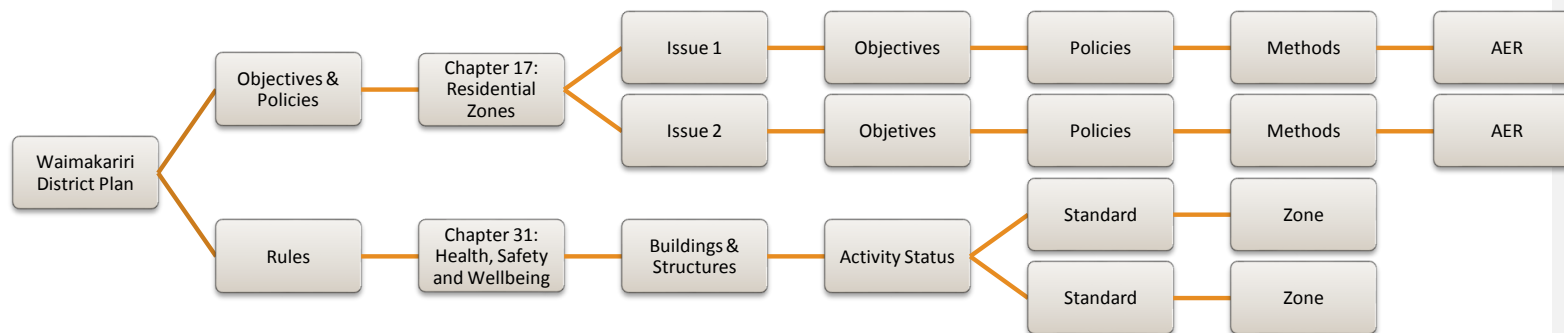 Issue 1
Objectives
Policies
Methods
AER
Objectives &
Policies
Chapter 17:
Residential
Zones
Issue 2
Objetives
Policies
Methods
AER
Waimakariri
District Plan
Rules
Chapter 31:
Health, Safety
and Wellbeing
Buildings &
Structures
Activity Status
Standard
Zone
Standard
Zone